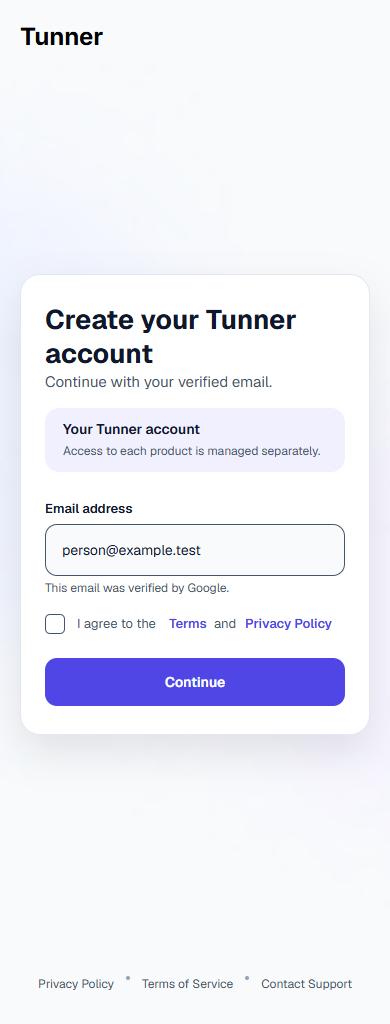 Tunner
Create your Tunner
account
Continue with your verified email.
Your Tunner account
Access to each product is managed separately.
Email address
person@example.test
This email was verified by Google.
I agree to the Terms and Privacy Policy
Continue
Privacy Policy • Terms of Service • Contact Support